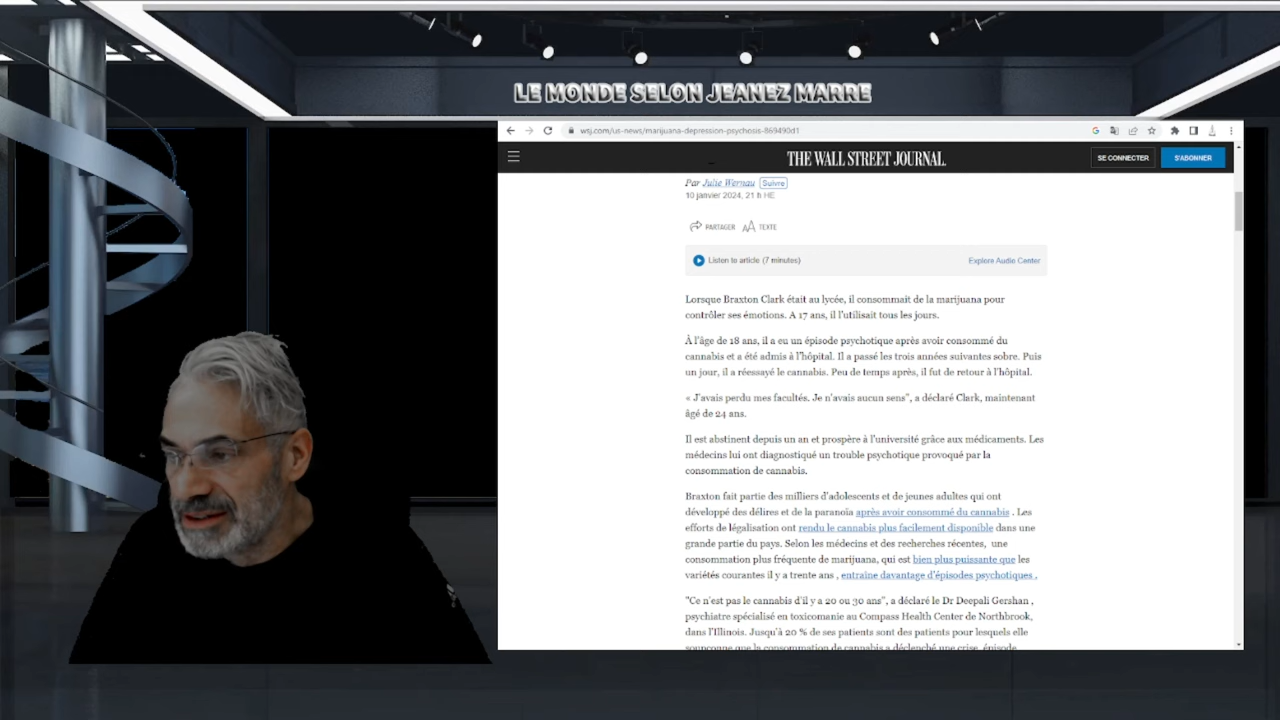 LE MONDE SELON JEANEZ MARRE
wsj.com/us-news/marijuana-depression-psychosis-869490d1
THE WALL STREET JOURNAL.
SE CONNECTER
S'ABONNER
Par Julie Wernau Suivre
10 janvier 2024, 21 h HE
PARTAGER AA TEXTE
Listen to article (7 minutes)
Explore Audio Center
Lorsque Braxton Clark était au lycée, il consommait de la marijuana pour
contrôler ses émotions. A 17 ans, il l'utilisait tous les jours.
À l'âge de 18 ans, il a eu un épisode psychotique après avoir consommé du
cannabis et a été admis à l'hôpital. Il a passé les trois années suivantes sobre. Puis
un jour, il a réessayé le cannabis. Peu de temps après, il fut de retour à l'hôpital.
« J'avais perdu mes facultés. Je n'avais aucun sens", a déclaré Clark, maintenant
âgé de 24 ans.
Il est abstinent depuis un an et prospère à l'université grâce aux médicaments. Les
médecins lui ont diagnostiqué un trouble psychotique provoqué par la
consommation de cannabis.
Braxton fait partie des milliers d'adolescents et de jeunes adultes qui ont
développé des délires et de la paranoïa après avoir consommé du cannabis . Les
efforts de légalisation ont rendu le cannabis plus facilement disponible dans une
grande partie du pays. Selon les médecins et des recherches récentes, une
consommation plus fréquente de marijuana, qui est bien plus puissante que les
variétés courantes il y a trente ans , entraîne davantage d'épisodes psychotiques .
"Ce n'est pas le cannabis d'il y a 20 ou 30 ans", a déclaré le Dr Deepali Gershan ,
psychiatre spécialisé en toxicomanie au Compass Health Center de Northbrook,
dans l'Illinois. Jusqu'à 20 % de ses patients sont des patients pour lesquels elle
soupçonne que la consommation de cannabis a déclenché une crise, épisode